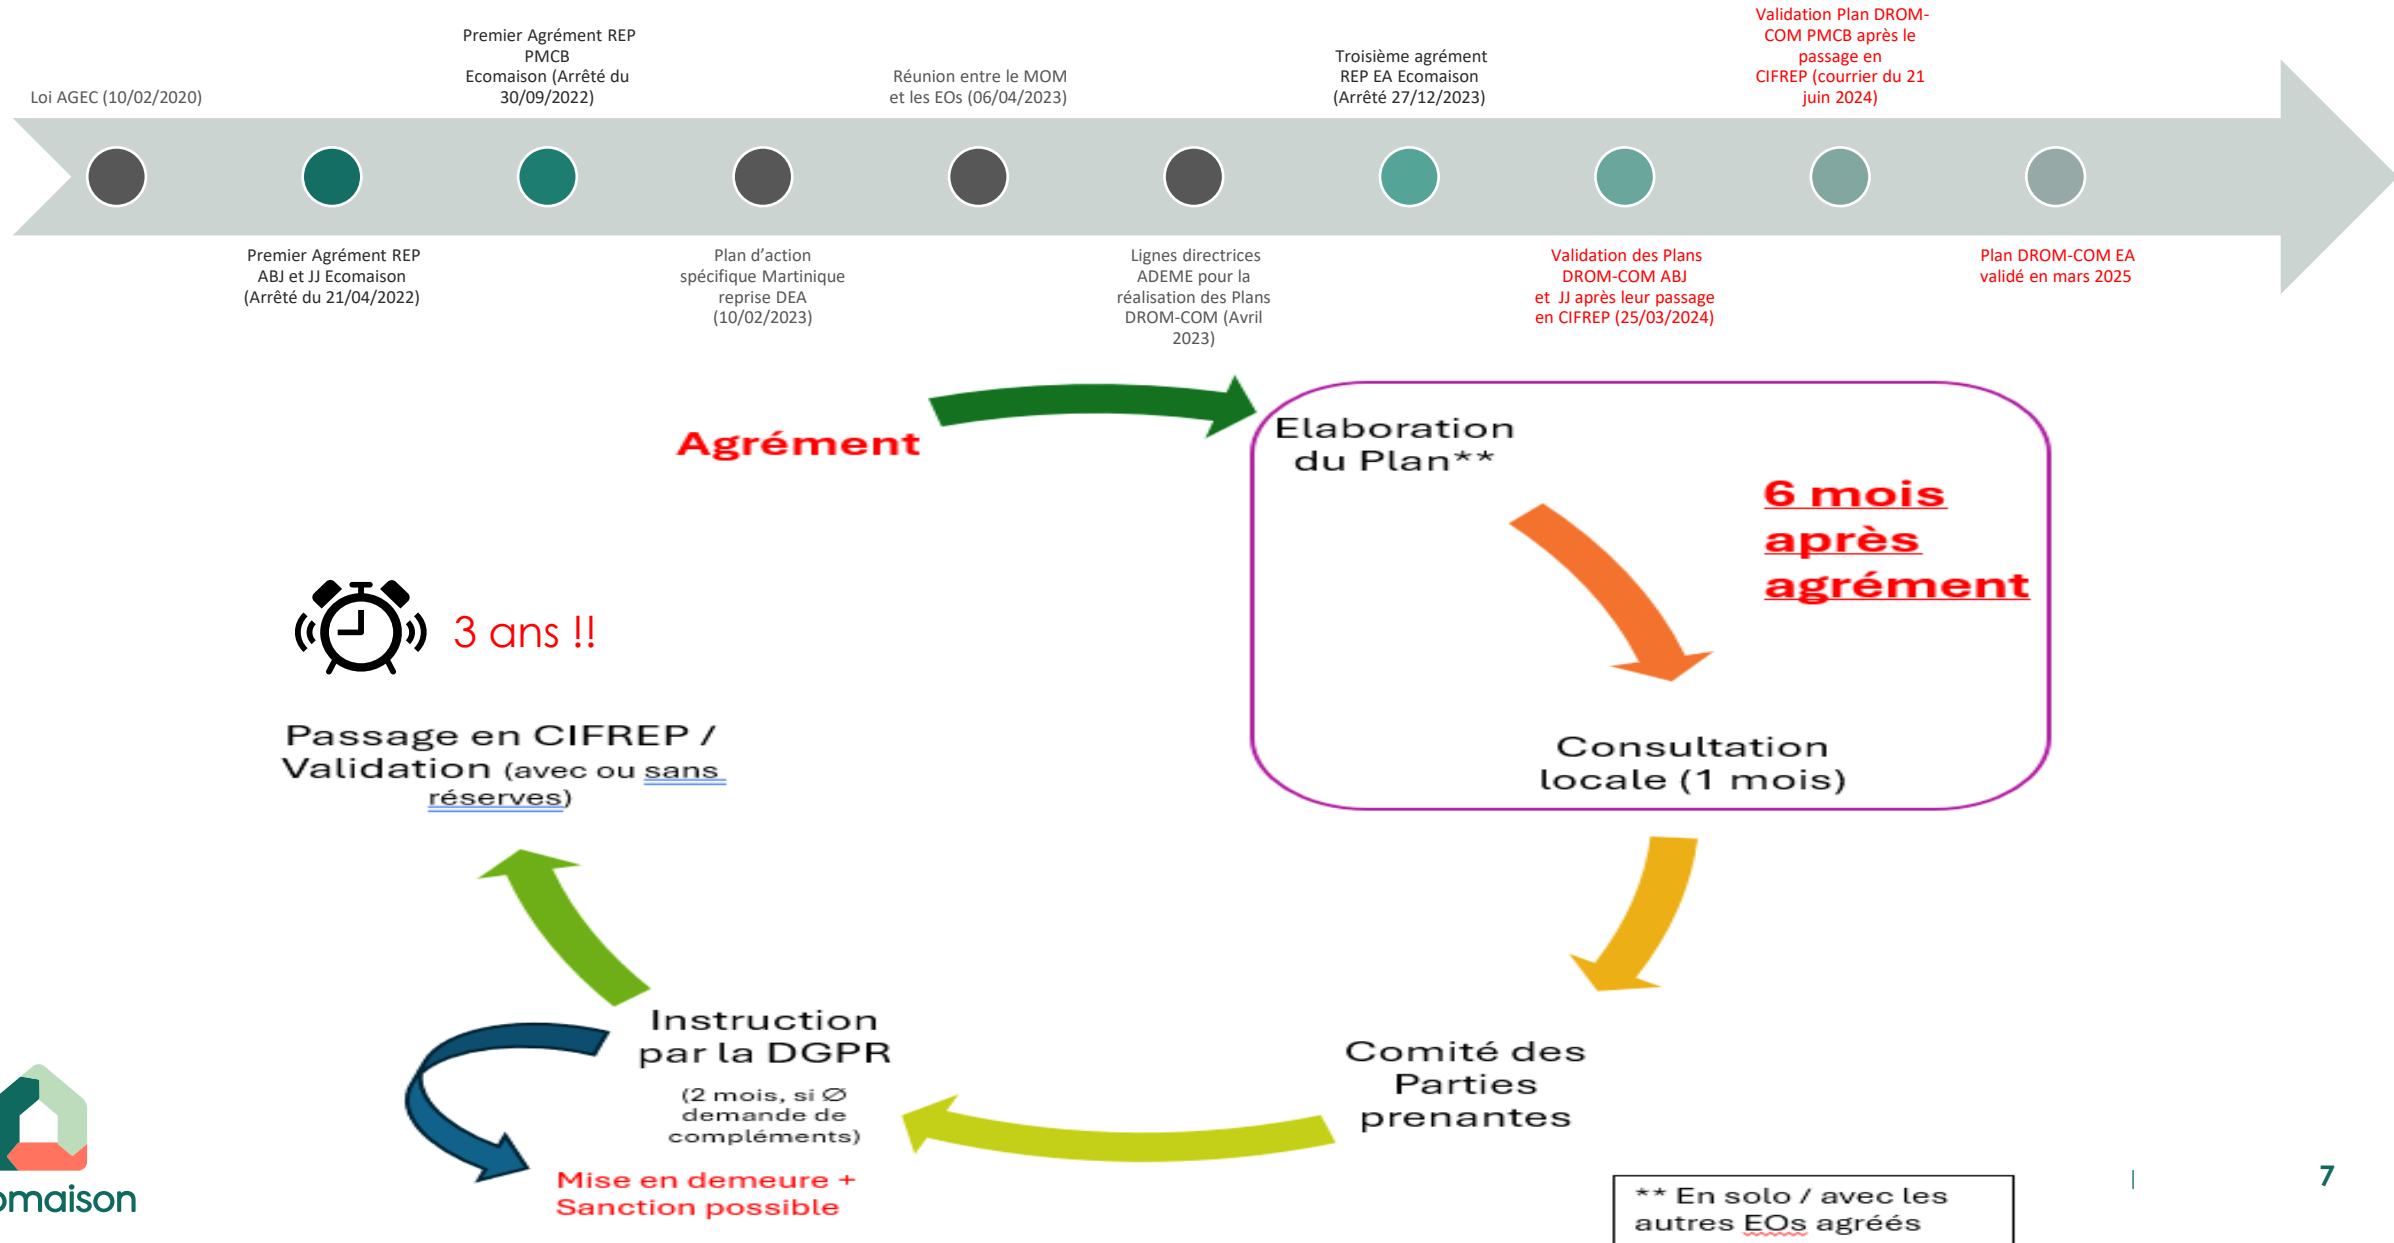 Loi AGEC (10/02/2020)
Premier Agrément REP
ABJ et JJ Ecomaison
(Arrêté du 21/04/2022)
Premier Agrément REP
PMCB
Ecomaison (Arrêté du
30/09/2022)
Plan d’action
spécifique Martinique
reprise DEA
(10/02/2023)
Réunion entre le MOM
et les EOs (06/04/2023)
Lignes directrices
ADEME pour la
réalisation des Plans
DROM-COM (Avril
2023)
Troisième agrément
REP EA Ecomaison
(Arrêté 27/12/2023)
Validation des Plans
DROM-COM ABJ
et JJ après leur passage
en CIFREP (25/03/2024)
Validation Plan DROM-
COM PMCB après le
passage en
CIFREP (courrier du 21
juin 2024)
Plan DROM-COM EA
validé en mars 2025
Agrément
Elaboration
du Plan**
6 mois
après
agrément
Consultation
locale (1 mois)
Comité des
Parties
prenantes
Instruction
par la DGPR
(2 mois, si ∅
demande de
compléments)
Mise en demeure +
Sanction possible
Passage en CIFREP /
Validation (avec ou sans
réserves)
3 ans !!
** En solo / avec les
autres EOs agréés
omaison
|
7